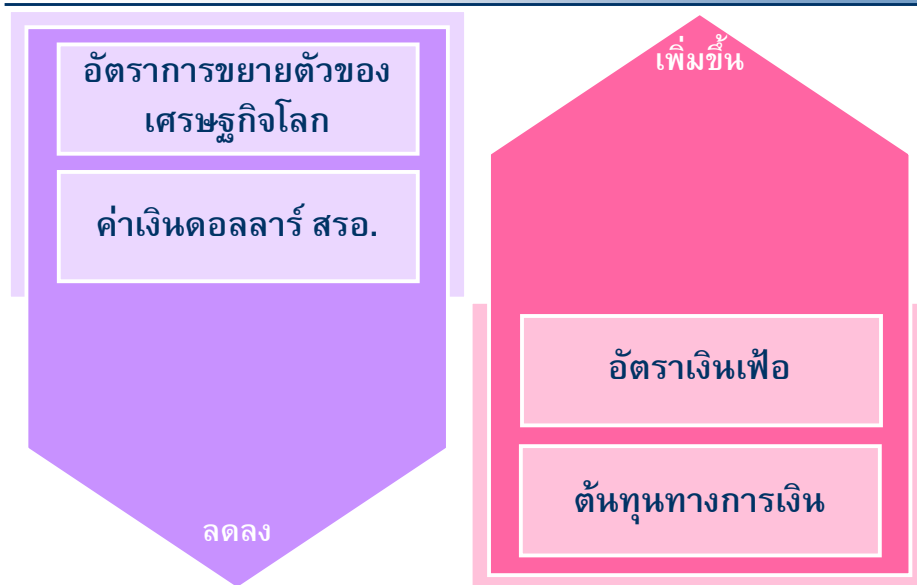 อัตราการขยายตัวของ
เศรษฐกิจโลก
ค่าเงินดอลลาร์ สรอ.
ลดลง
เพิ่มขึ้น
อัตราเงินเฟ้อ
ต้นทุนทางการเงิน